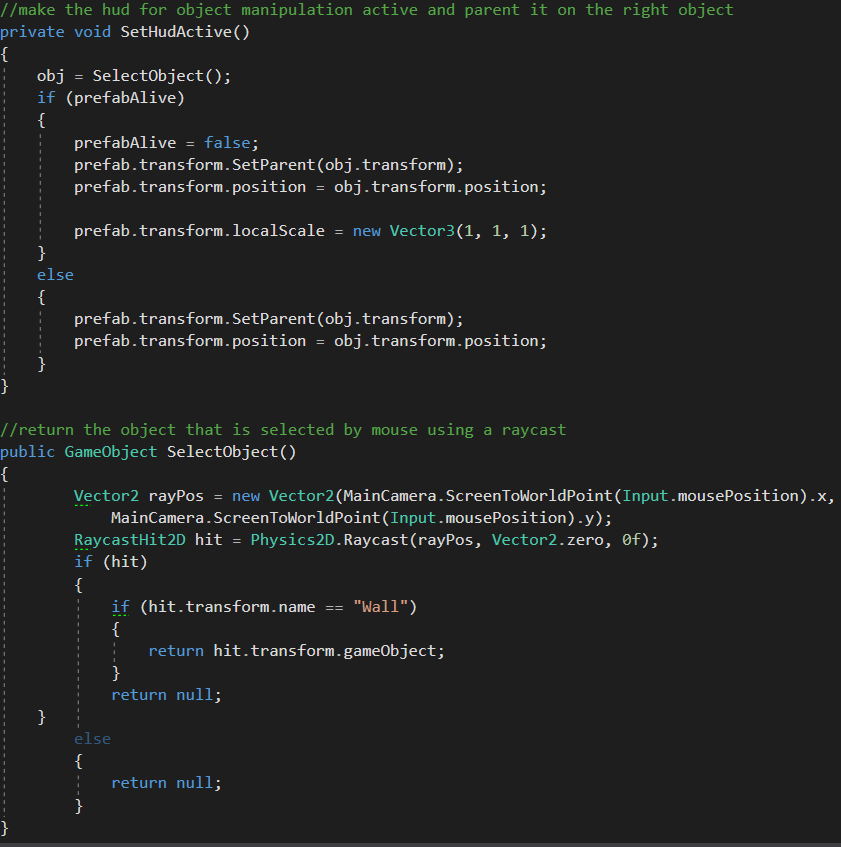 //make the hud for object manipulation active and parent it on the right object
private void SetHudActive()
{
    obj = SelectObject();
    if (prefabAlive)
    {
        prefabAlive = false;
        prefab.transform.SetParent(obj.transform);
        prefab.transform.position = obj.transform.position;

        prefab.transform.localScale = new Vector3(1, 1, 1);
    }
    else
    {
        prefab.transform.SetParent(obj.transform);
        prefab.transform.position = obj.transform.position;
    }
}

//return the object that is selected by mouse using a raycast
public GameObject SelectObject()
{
        Vector2 rayPos = new Vector2(MainCamera.ScreenToWorldPoint(Input.mousePosition).x,
            MainCamera.ScreenToWorldPoint(Input.mousePosition).y);
        RaycastHit2D hit = Physics2D.Raycast(rayPos, Vector2.zero, 0f);
        if (hit)
        {
            if (hit.transform.name == "Wall")
            {
                return hit.transform.gameObject;
            }
            return null;
    }
        else
        {
            return null;
        }
}